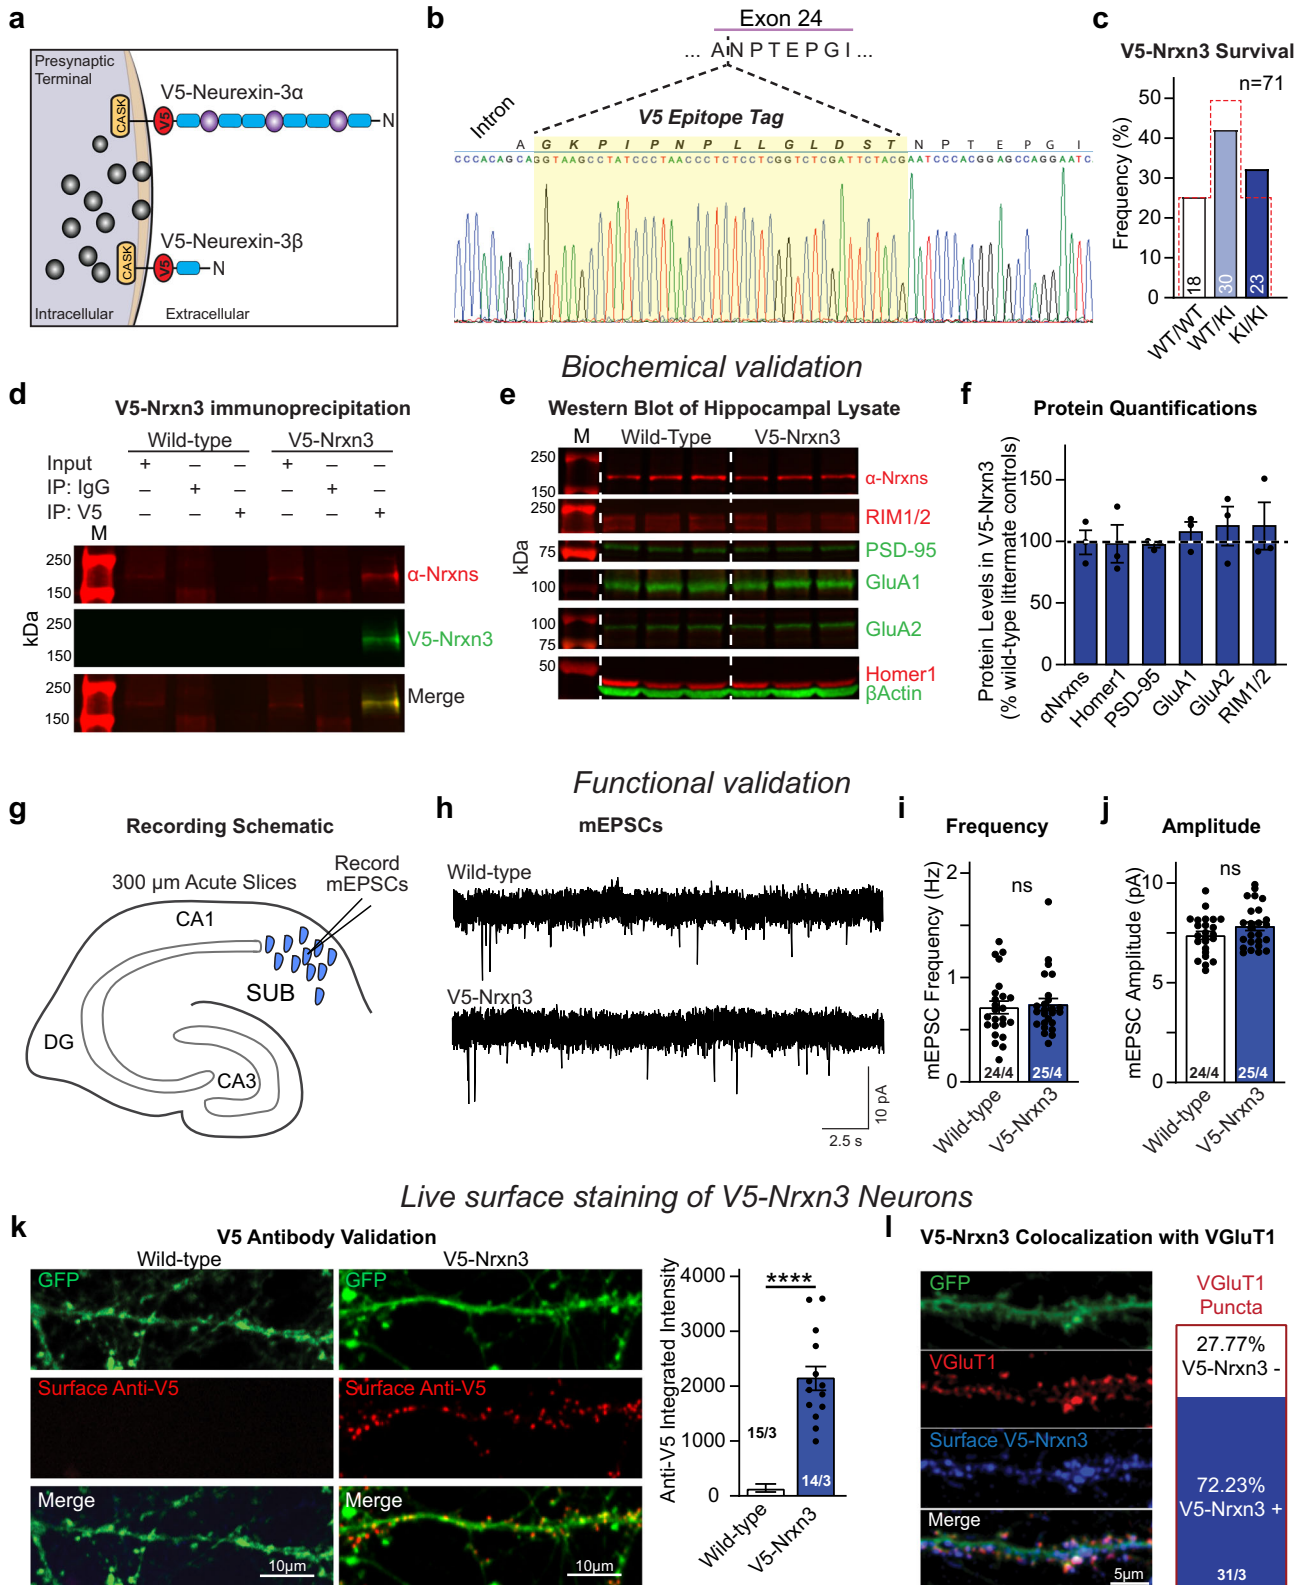 a
Presynaptic
Terminal
CASK
V5
V5-Neurexin-3α
N
CASK
V5
V5-Neurexin-3β
N
Intracellular
Extracellular
b
Exon 24
... ANPTEPGI ...
Intron
V5 Epitope Tag
A G K P I P N P L L G L D S T N P T E P G I
CCCACAGCAGGTAAGCCTATCCCTAACCCTCTCCTCGGTCTCGATTCTACGAATCCCACGGAGCCAGGAATC
c
V5-Nrxn3 Survival
n=71
Frequency (%)
50
40
30
20
10
0
18
30
23
WT/WT
WT/KI
KI/KI
Biochemical validation
d
V5-Nrxn3 immunoprecipitation
Wild-type V5-Nrxn3
Input + – – + – –
IP: IgG – + – – + –
IP: V5 – – + – – +
M
kDa
250
150
α-Nrxns
250
150
V5-Nrxn3
250
150
Merge
e
Western Blot of Hippocampal Lysate
M Wild-Type V5-Nrxn3
kDa
250
150
α-Nrxns
250
RIM1/2
75
PSD-95
100
GluA1
100
75
GluA2
50
Homer1
βActin
f
Protein Quantifications
Protein Levels in V5-Nrxn3
(% wild-type littermate controls)
150
100
50
0
αNrxns
Homer1
PSD-95
GluA1
GluA2
RIM1/2
Functional validation
g
Recording Schematic
300 µm Acute Slices
Record
mEPSCs
CA1
SUB
DG
CA3
h
mEPSCs
Wild-type
V5-Nrxn3
10 pA
2.5 s
i
Frequency
mEPSC Frequency (Hz)
2
1
0
ns
24/4
25/4
Wild-type
V5-Nrxn3
j
Amplitude
mEPSC Amplitude (pA)
10
5
0
ns
24/4
25/4
Wild-type
V5-Nrxn3
Live surface staining of V5-Nrxn3 Neurons
k
V5 Antibody Validation
Wild-type V5-Nrxn3
GFP GFP
Surface Anti-V5 Surface Anti-V5
Merge Merge
10µm 10µm
Anti-V5 Integrated Intensity
4000
3000
2000
1000
0
****
15/3
14/3
Wild-type
V5-Nrxn3
l
V5-Nrxn3 Colocalization with VGluT1
GFP
VGluT1
Surface V5-Nrxn3
Merge
5µm
VGluT1
Puncta
27.77%
V5-Nrxn3 -
72.23%
V5-Nrxn3 +
31/3